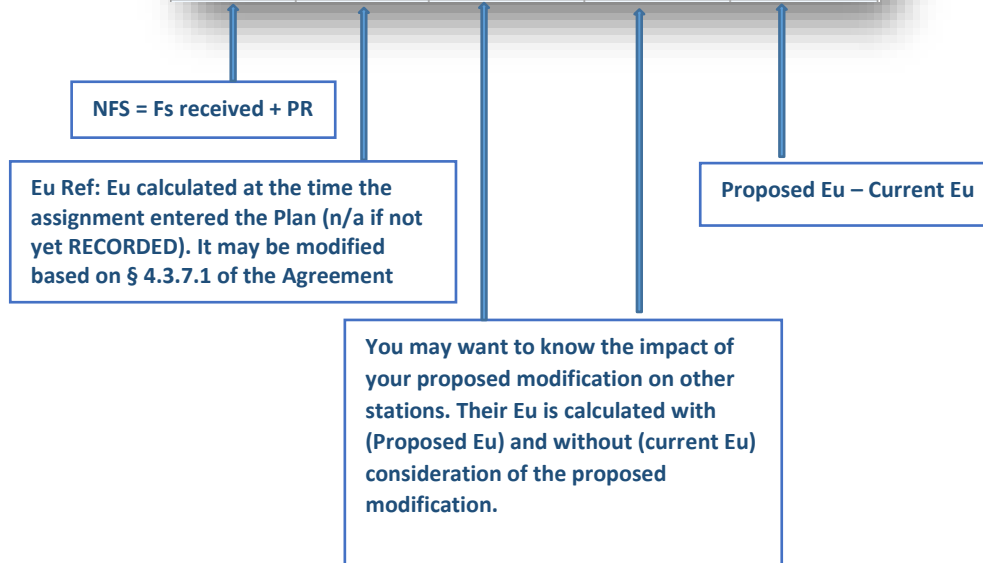 NFS = Fs received + PR
Eu Ref: Eu calculated at the time the
assignment entered the Plan (n/a if not
yet RECORDED). It may be modified
based on § 4.3.7.1 of the Agreement
Proposed Eu – Current Eu
You may want to know the impact of
your proposed modification on other
stations. Their Eu is calculated with
(Proposed Eu) and without (current Eu)
consideration of the proposed
modification.